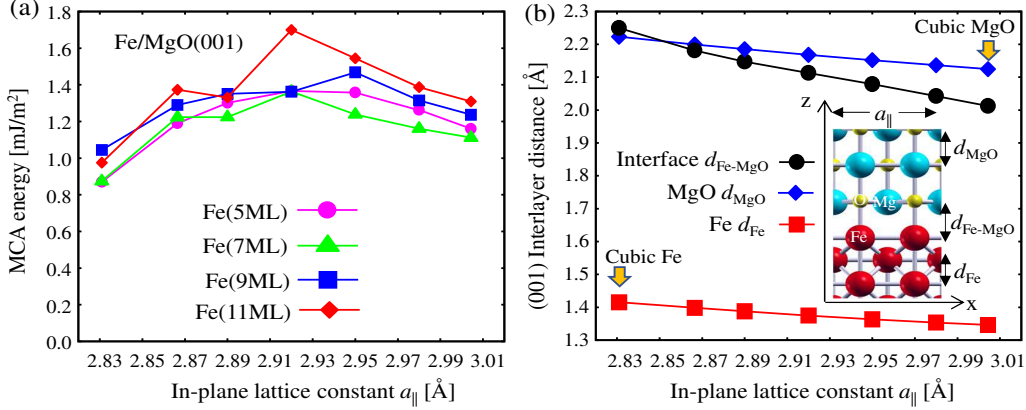 (a)
Fe/MgO(001)
MCA energy [mJ/m²]
1.8
1.6
1.4
1.2
1.0
0.8
0.6
0.4
0.2
0.0
Fe(5ML)
Fe(7ML)
Fe(9ML)
Fe(11ML)
2.83 2.85 2.87 2.89 2.91 2.93 2.95 2.97 2.99 3.01
In-plane lattice constant a∥ [Å]
(b)
(001) Interlayer distance [Å]
2.3
2.2
2.1
2.0
1.9
1.8
1.7
1.6
1.5
1.4
1.3
Cubic MgO
z
a∥
Interface d_Fe-MgO
MgO d_MgO
Fe d_Fe
d_MgO
O Mg
d_Fe-MgO
Fe
d_Fe
x
Cubic Fe
2.83 2.85 2.87 2.89 2.91 2.93 2.95 2.97 2.99 3.01
In-plane lattice constant a∥ [Å]